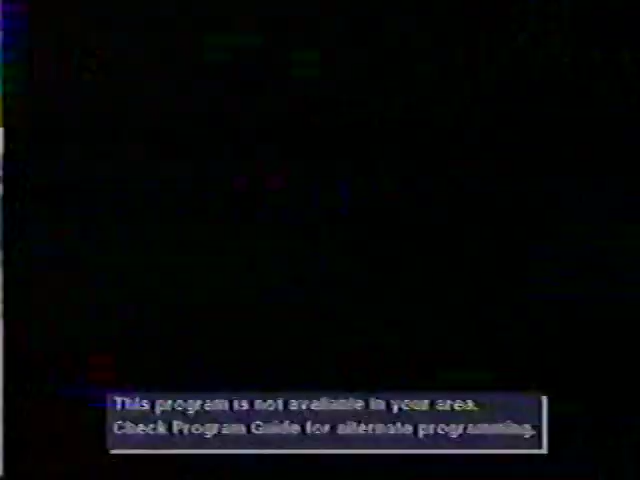 This program is not available in your area.
Check Program Guide for alternate programming.